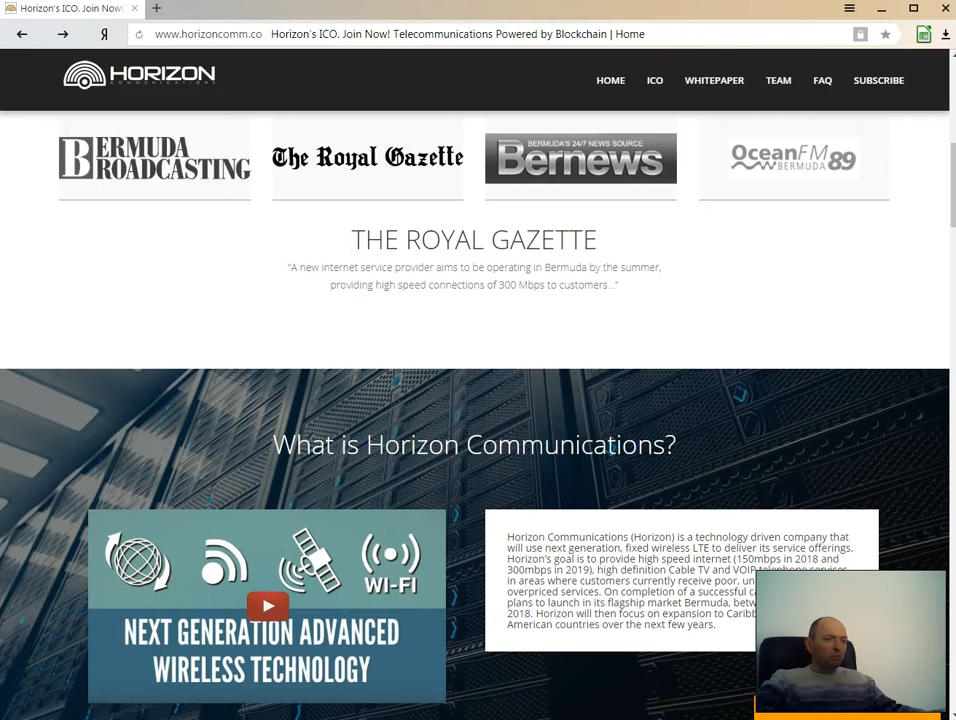 Horizon's ICO. Join Now!
www.horizoncomm.co Horizon's ICO. Join Now! Telecommunications Powered by Blockchain | Home
HORIZON
COMMUNICATIONS
HOME ICO WHITEPAPER TEAM FAQ SUBSCRIBE
BERMUDA
BROADCASTING
The Royal Gazette
BERMUDA'S 24/7 NEWS SOURCE
Bernews
OceanFM 89
BERMUDA
THE ROYAL GAZETTE
"A new internet service provider aims to be operating in Bermuda by the summer,
providing high speed connections of 300 Mbps to customers..."
What is Horizon Communications?
WI-FI
NEXT GENERATION ADVANCED
WIRELESS TECHNOLOGY
Horizon Communications (Horizon) is a technology driven company that
will use next generation, fixed wireless LTE to deliver its service offerings.
Horizon's goal is to provide high speed internet (150mbps in 2018 and
300mbps in 2019), high definition Cable TV and VOIP telephone services
in areas where customers currently receive poor,
overpriced services. On completion of a successful
plans to launch in its flagship market Bermuda,
2018. Horizon will then focus on expansion to
American countries over the next few years.